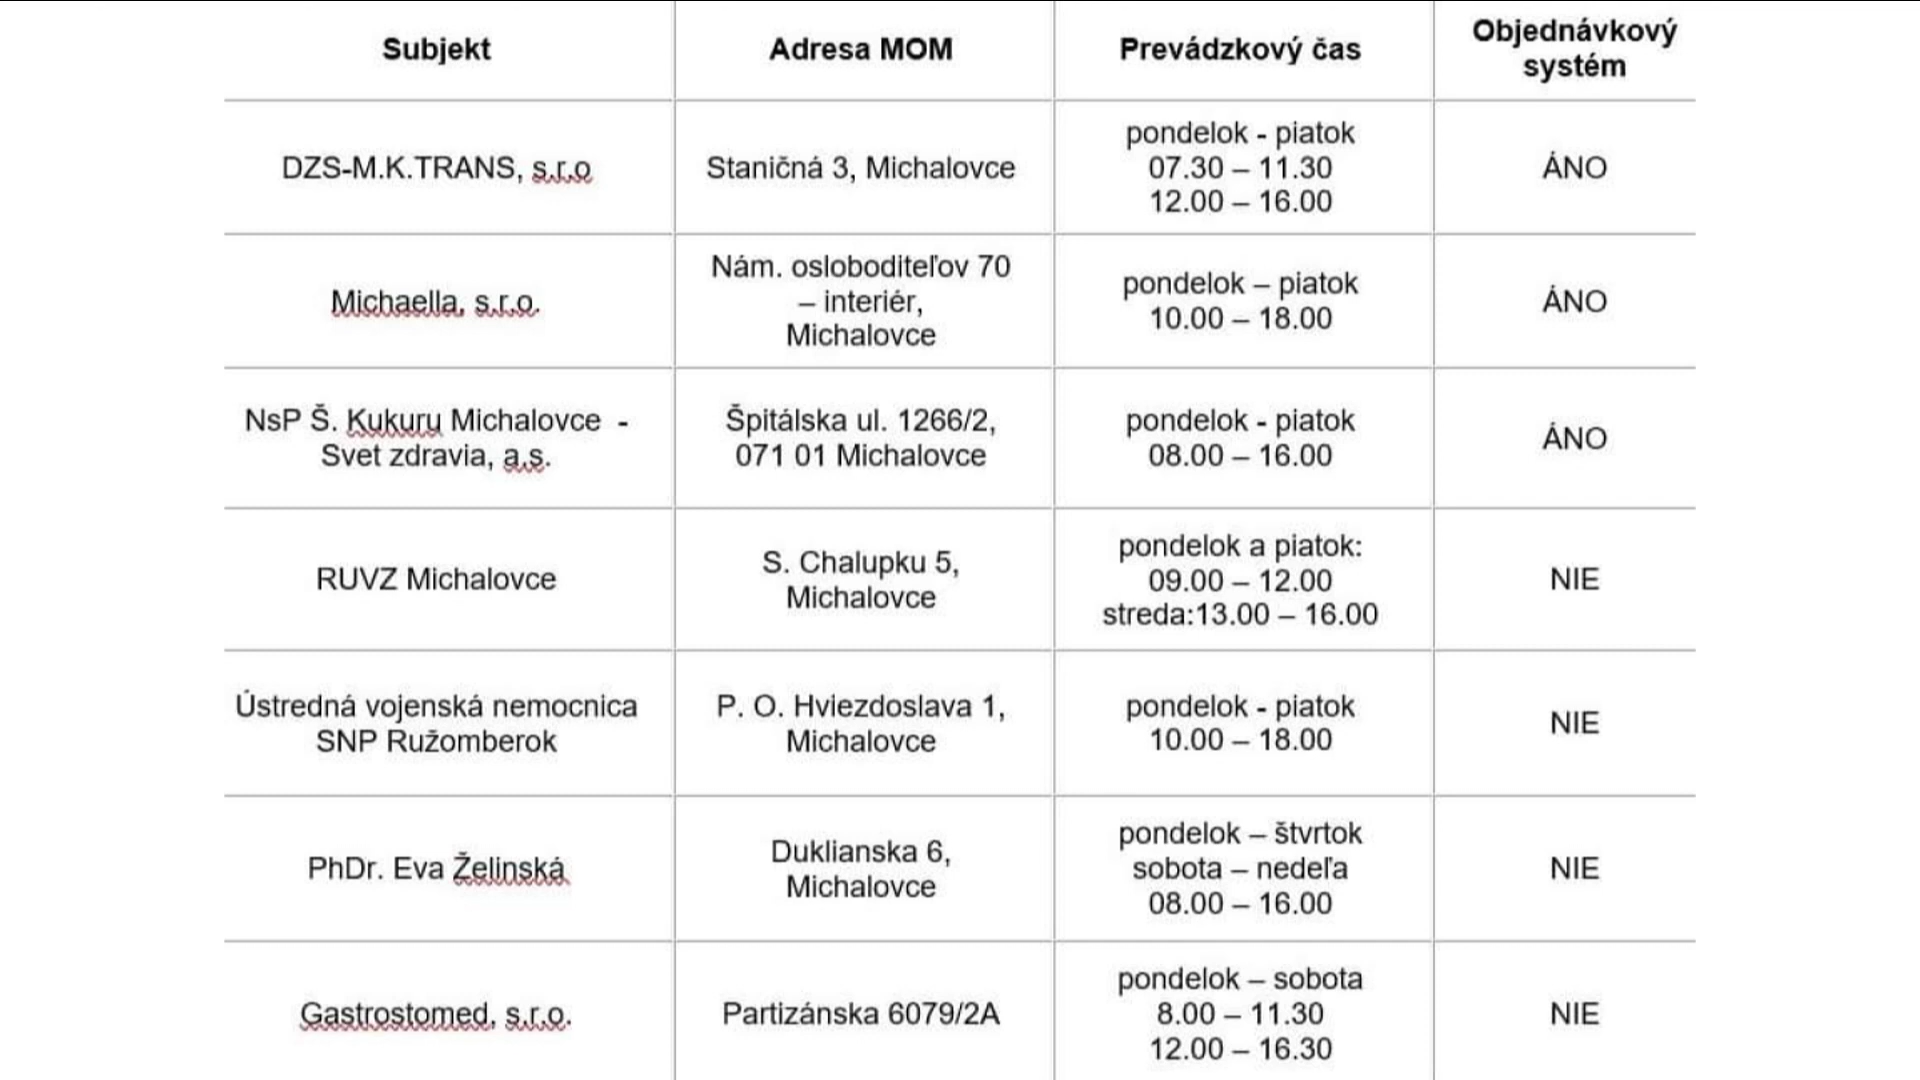 Subjekt
Adresa MOM
Prevádzkový čas
Objednávkový
systém
DZS-M.K.TRANS, s.r.o
Staničná 3, Michalovce
pondelok - piatok
07.30 – 11.30
12.00 – 16.00
ÁNO
Michaella, s.r.o.
Nám. osloboditeľov 70
– interiér,
Michalovce
pondelok – piatok
10.00 – 18.00
ÁNO
NsP Š. Kukuru Michalovce -
Svet zdravia, a.s.
Špitálska ul. 1266/2,
071 01 Michalovce
pondelok - piatok
08.00 – 16.00
ÁNO
RUVZ Michalovce
S. Chalupku 5,
Michalovce
pondelok a piatok:
09.00 – 12.00
streda:13.00 – 16.00
NIE
Ústredná vojenská nemocnica
SNP Ružomberok
P. O. Hviezdoslava 1,
Michalovce
pondelok - piatok
10.00 – 18.00
NIE
PhDr. Eva Želinská
Duklianska 6,
Michalovce
pondelok – štvrtok
sobota – nedeľa
08.00 – 16.00
NIE
Gastrostomed, s.r.o.
Partizánska 6079/2A
pondelok – sobota
8.00 – 11.30
12.00 – 16.30
NIE